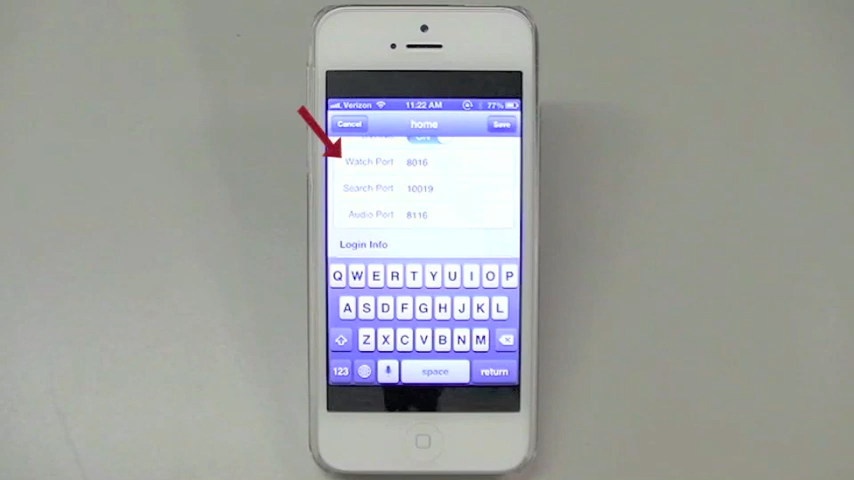 Verizon 11:22 AM 77%
Cancel home Save
Watch Port 8016
Search Port 10019
Audio Port 8116
Login Info
Q W E R T Y U I O P
A S D F G H J K L
Z X C V B N M
123 space return